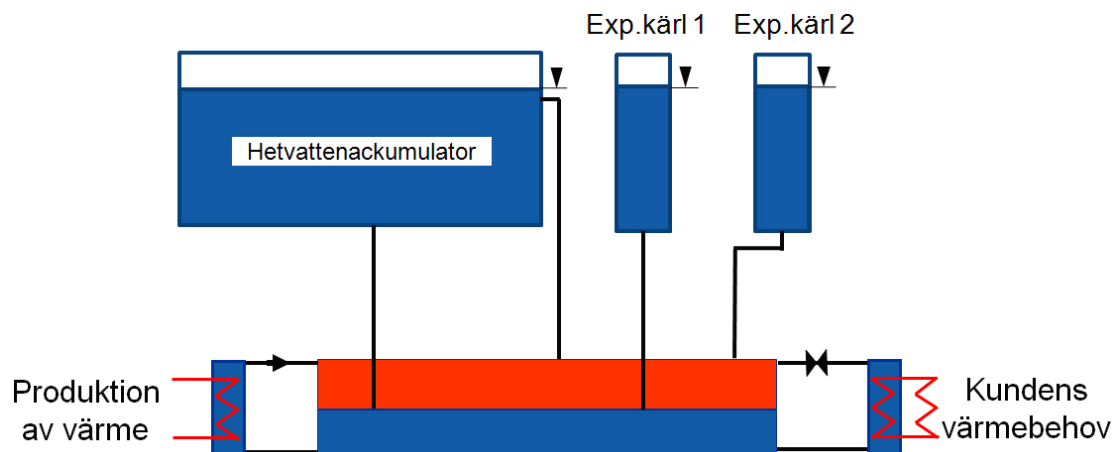 Exp.kärl 1
Exp.kärl 2
Hetvattenackumulator
Produktion
av värme
Kundens
värmebehov